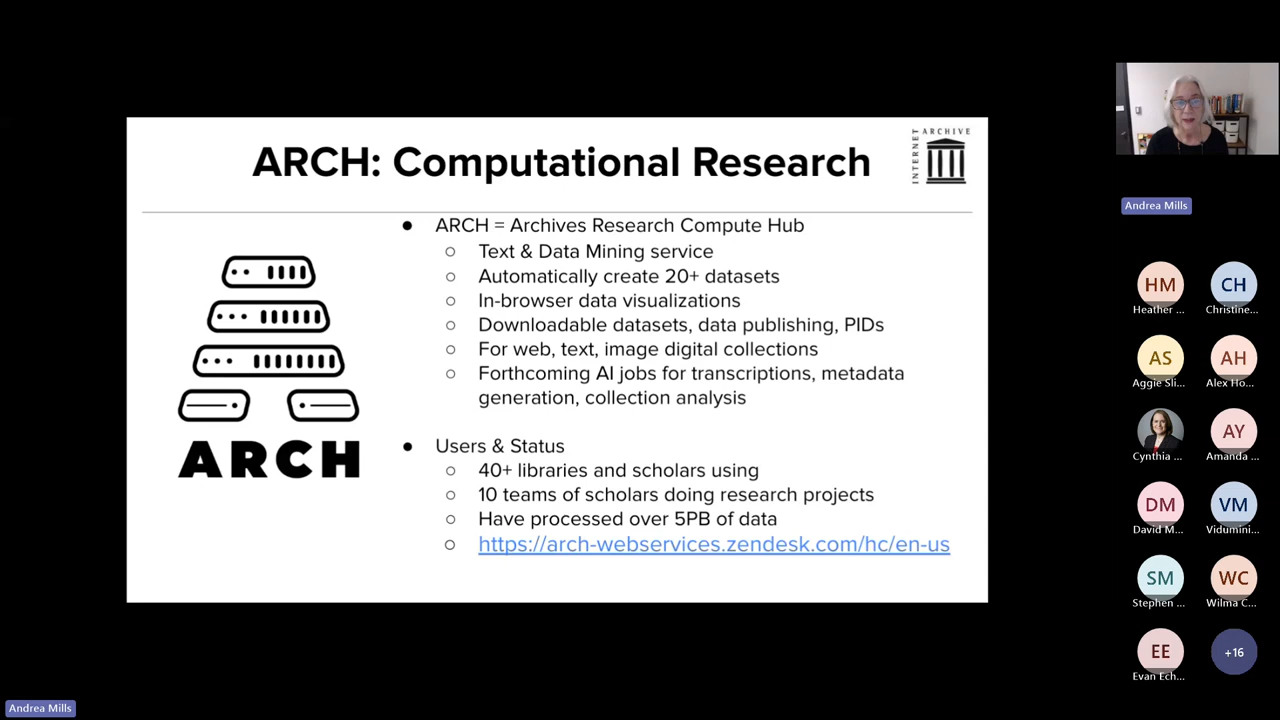 ARCH: Computational Research
INTERNET
ARCHIVE
ARCH
● ARCH = Archives Research Compute Hub
○ Text & Data Mining service
○ Automatically create 20+ datasets
○ In-browser data visualizations
○ Downloadable datasets, data publishing, PIDs
○ For web, text, image digital collections
○ Forthcoming AI jobs for transcriptions, metadata
generation, collection analysis
● Users & Status
○ 40+ libraries and scholars using
○ 10 teams of scholars doing research projects
○ Have processed over 5PB of data
○ https://arch-webservices.zendesk.com/hc/en-us
Andrea Mills
HM
Heather ...
CH
Christine...
AS
Aggie Sli...
AH
Alex Ho...
Cynthia ...
AY
Amanda ...
DM
David M...
VM
Vidumini...
SM
Stephen ...
WC
Wilma C...
EE
Evan Ech...
+16
Andrea Mills